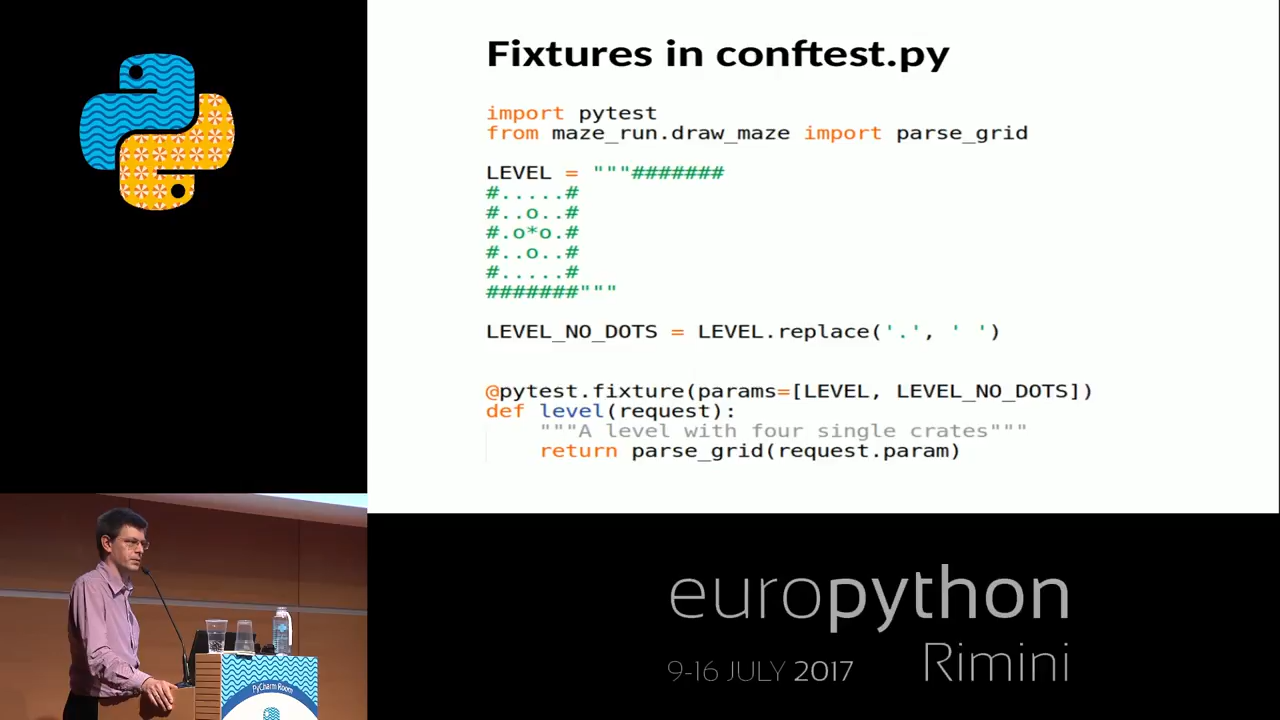 Fixtures in conftest.py
import pytest
from maze_run.draw_maze import parse_grid
LEVEL = """#######
#.....#
#..o..#
#.o*o.#
#..o..#
#.....#
#######"""
LEVEL_NO_DOTS = LEVEL.replace('.', ' ')
@pytest.fixture(params=[LEVEL, LEVEL_NO_DOTS])
def level(request):
    """A level with four single crates"""
    return parse_grid(request.param)
europython
Rimini
9-16 JULY 2017
PyCharm Room